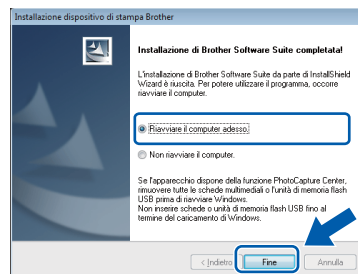 Installazione dispositivo di stampa Brother
Installazione di Brother Software Suite completata!
L'installazione di Brother Software Suite da parte di InstallShield
Wizard è riuscita. Per potere utilizzare il programma, occorre
riavviare il computer.
Riavviare il computer adesso.
Non riavviare il computer.
Se l'apparecchio dispone della funzione PhotoCapture Center,
rimuovere tutte le schede multimediali o l'unità di memoria flash
USB prima di riavviare Windows.
Non inserire schede o unità di memoria flash USB fino al
termine del caricamento di Windows.
< Indietro
Fine
Annulla